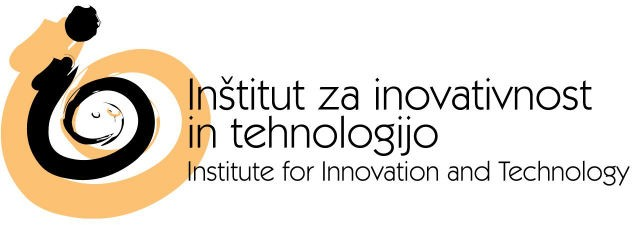 Inštitut za inovativnost
in tehnologijo
Institute for Innovation and Technology